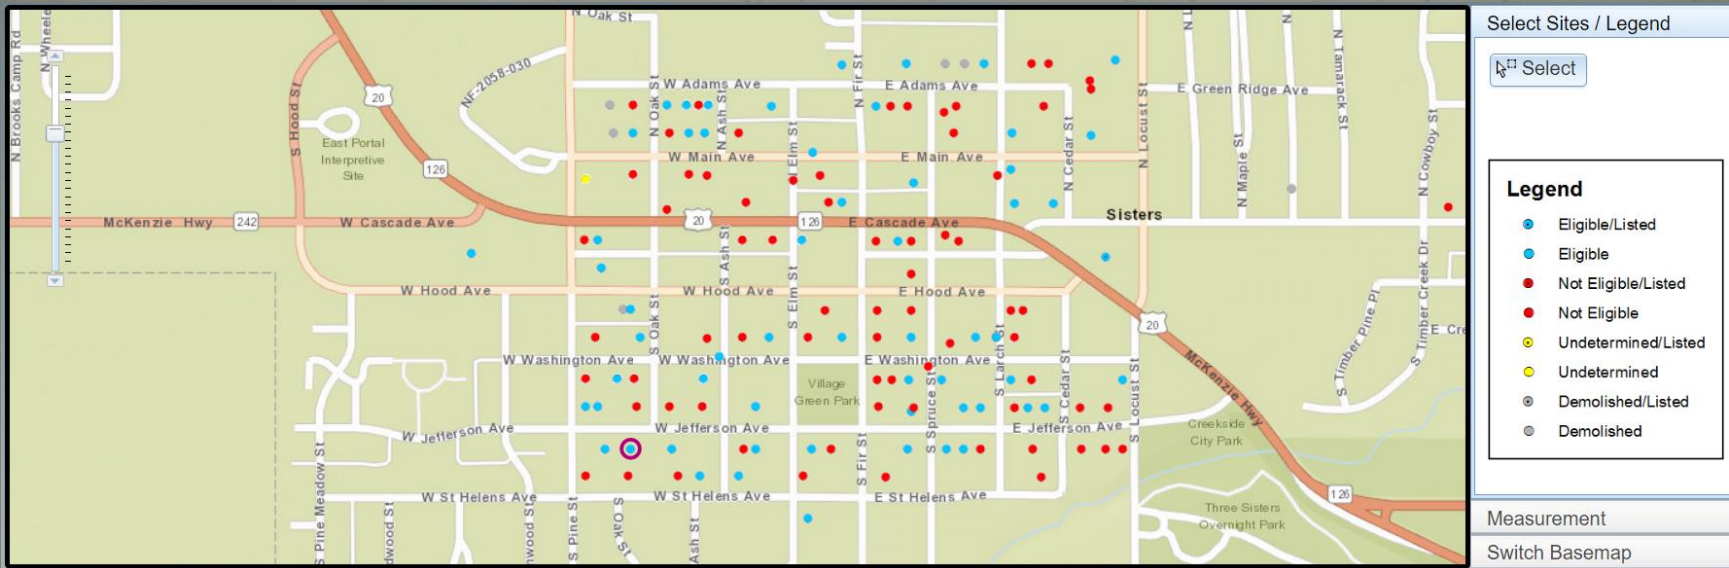 N Brooks Camp Rd
N Wheele
S Hood St
20
NF-2058-030
N Oak St
W Adams Ave
E Adams Ave
N Fir St
N Oak St
N Ash St
N Elm St
N Cedar St
N Locust St
E Green Ridge Ave
N Maple St
N Tamarack St
N Cowboy St
East Portal
Interpretive
Site
126
W Main Ave
E Main Ave
McKenzie Hwy
242
W Cascade Ave
20
126
E Cascade Ave
Sisters
S Ash St
S Elm St
W Hood Ave
W Hood Ave
E Hood Ave
S Oak St
20
S Timber Pine Pl
S Timber Creek Dr
E Cre
McKenzie Hwy
W Washington Ave
W Washington Ave
E Washington Ave
S Larch St
S Cedar St
S Locust St
Village
Green Park
S Spruce St
S Fir St
W Jefferson Ave
W Jefferson Ave
E Jefferson Ave
Creekside
City Park
S Pine Meadow St
dwood St
wood St
S Pine St
S Oak St
Ash St
W St Helens Ave
W St Helens Ave
E St Helens Ave
126
Three Sisters
Overnight Park
Select Sites / Legend
Select
Legend
Eligible/Listed
Eligible
Not Eligible/Listed
Not Eligible
Undetermined/Listed
Undetermined
Demolished/Listed
Demolished
Measurement
Switch Basemap